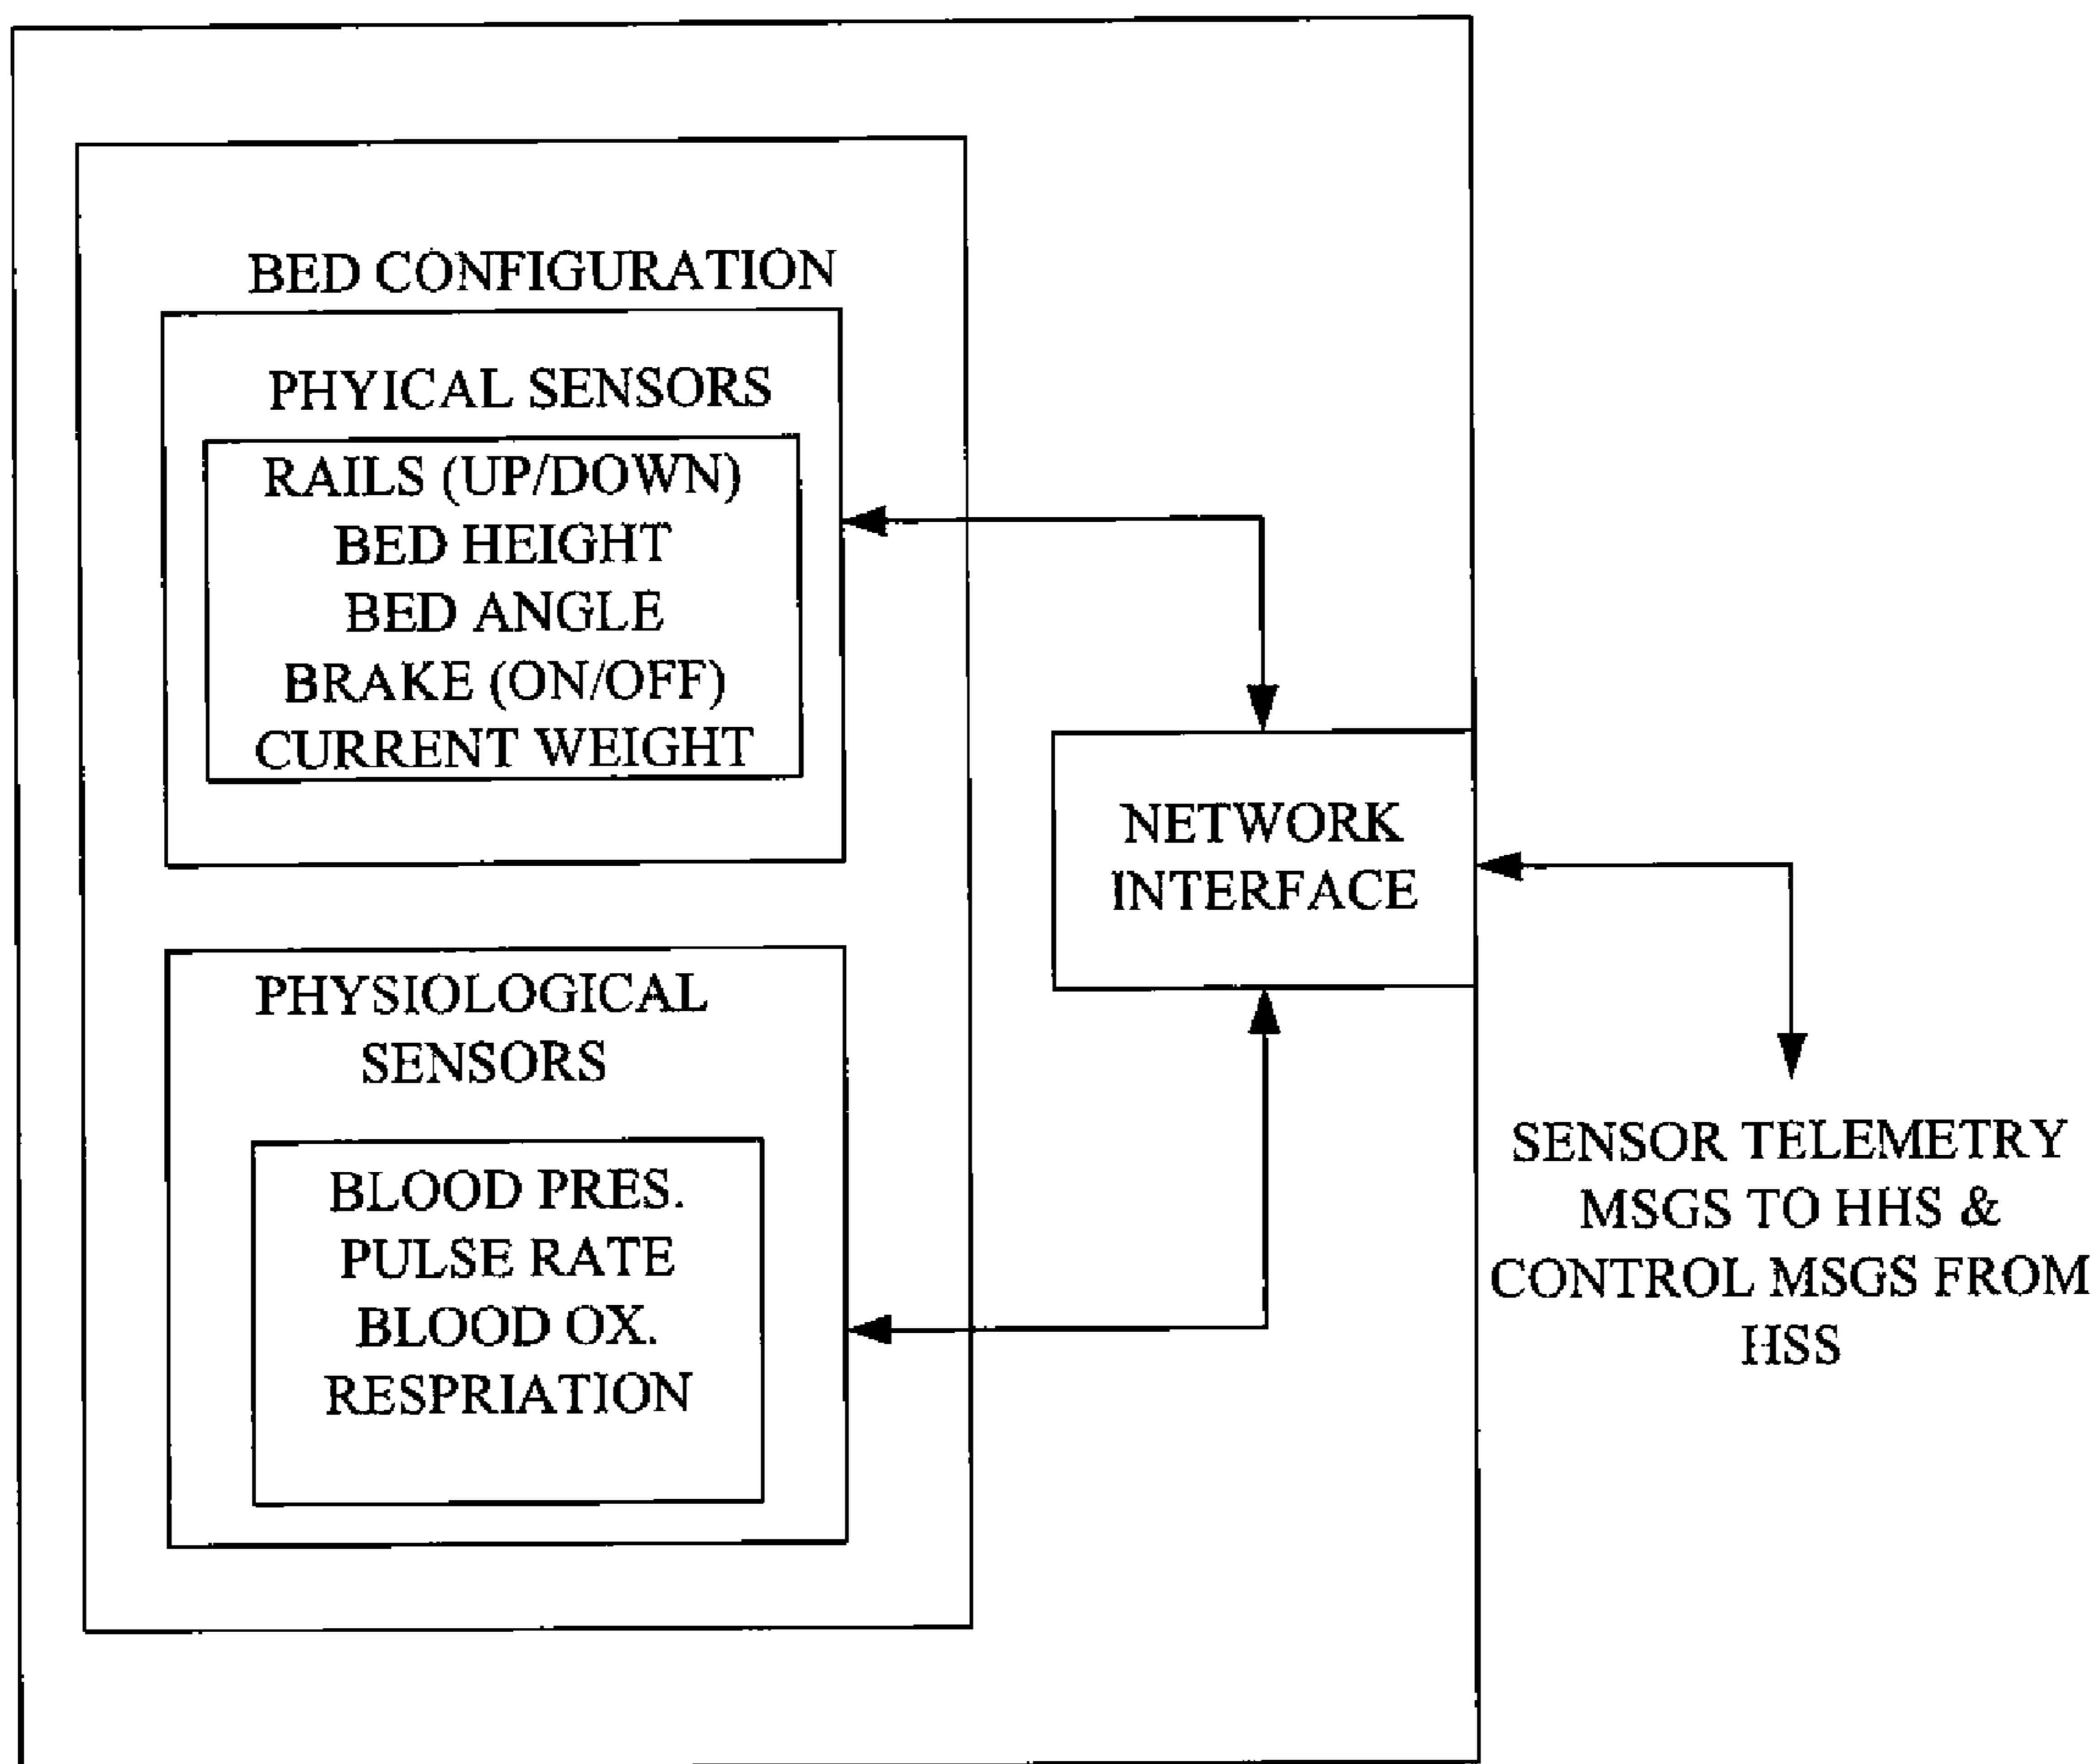 BED CONFIGURATION
PHYICAL SENSORS
RAILS (UP/DOWN)
BED HEIGHT
BED ANGLE
BRAKE (ON/OFF)
CURRENT WEIGHT
NETWORK
INTERFACE
PHYSIOLOGICAL
SENSORS
BLOOD PRES.
PULSE RATE
BLOOD OX.
RESPRIATION
SENSOR TELEMETRY
MSGS TO HHS &
CONTROL MSGS FROM
HSS